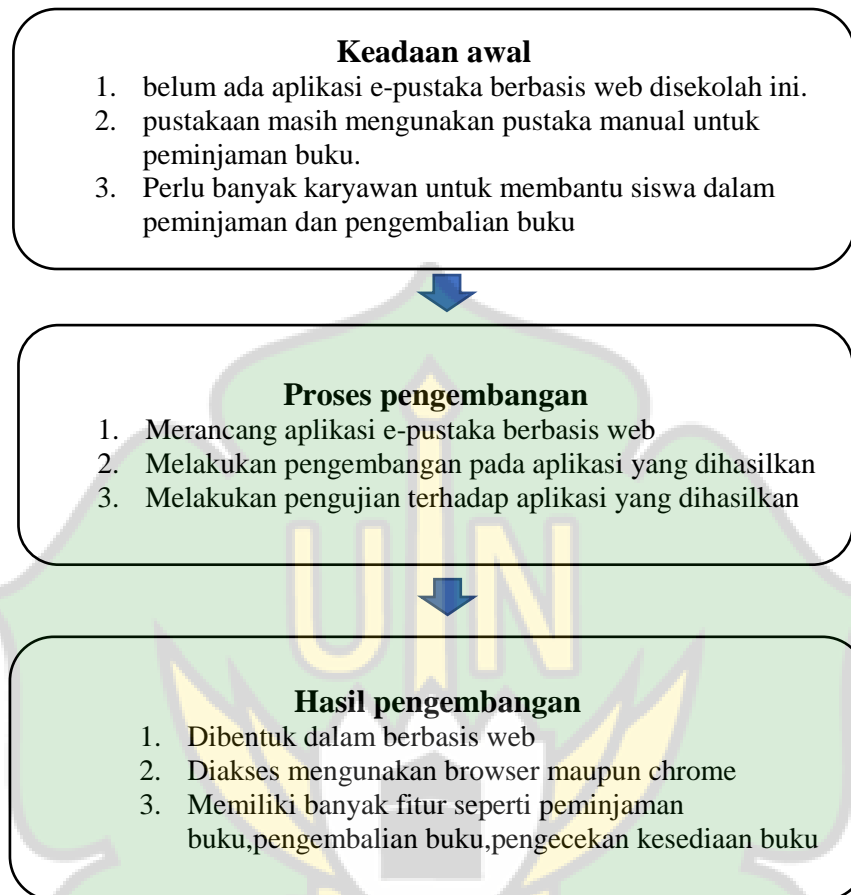 Keadaan awal
1. belum ada aplikasi e-pustaka berbasis web disekolah ini.
2. pustakaan masih mengunakan pustaka manual untuk
peminjaman buku.
3. Perlu banyak karyawan untuk membantu siswa dalam
peminjaman dan pengembalian buku
Proses pengembangan
1. Merancang aplikasi e-pustaka berbasis web
2. Melakukan pengembangan pada aplikasi yang dihasilkan
3. Melakukan pengujian terhadap aplikasi yang dihasilkan
UIN
Hasil pengembangan
1. Dibentuk dalam berbasis web
2. Diakses mengunakan browser maupun chrome
3. Memiliki banyak fitur seperti peminjaman
buku,pengembalian buku,pengecekan kesediaan buku